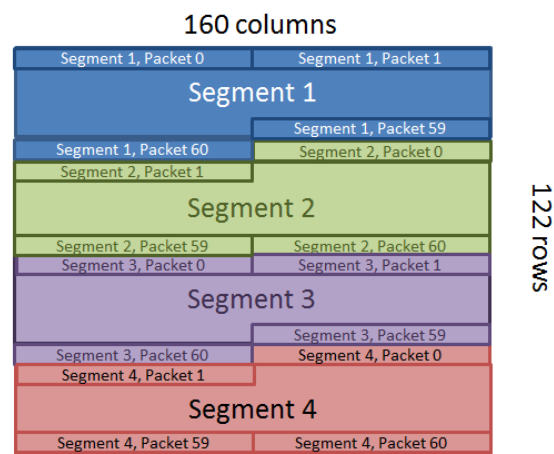 160 columns
Segment 1, Packet 0
Segment 1, Packet 1
Segment 1
Segment 1, Packet 59
Segment 1, Packet 60
Segment 2, Packet 0
Segment 2, Packet 1
Segment 2
Segment 2, Packet 59
Segment 2, Packet 60
Segment 3, Packet 0
Segment 3, Packet 1
Segment 3
Segment 3, Packet 59
Segment 3, Packet 60
Segment 4, Packet 0
Segment 4, Packet 1
Segment 4
Segment 4, Packet 59
Segment 4, Packet 60
122 rows